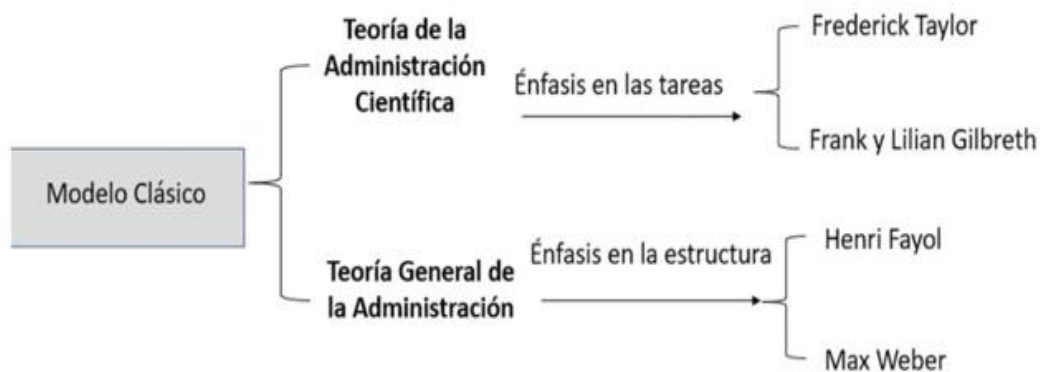 Modelo Clásico
Teoría de la
Administración
Científica
Énfasis en las tareas
Frederick Taylor
Frank y Lilian Gilbreth
Teoría General de
la Administración
Énfasis en la estructura
Henri Fayol
Max Weber